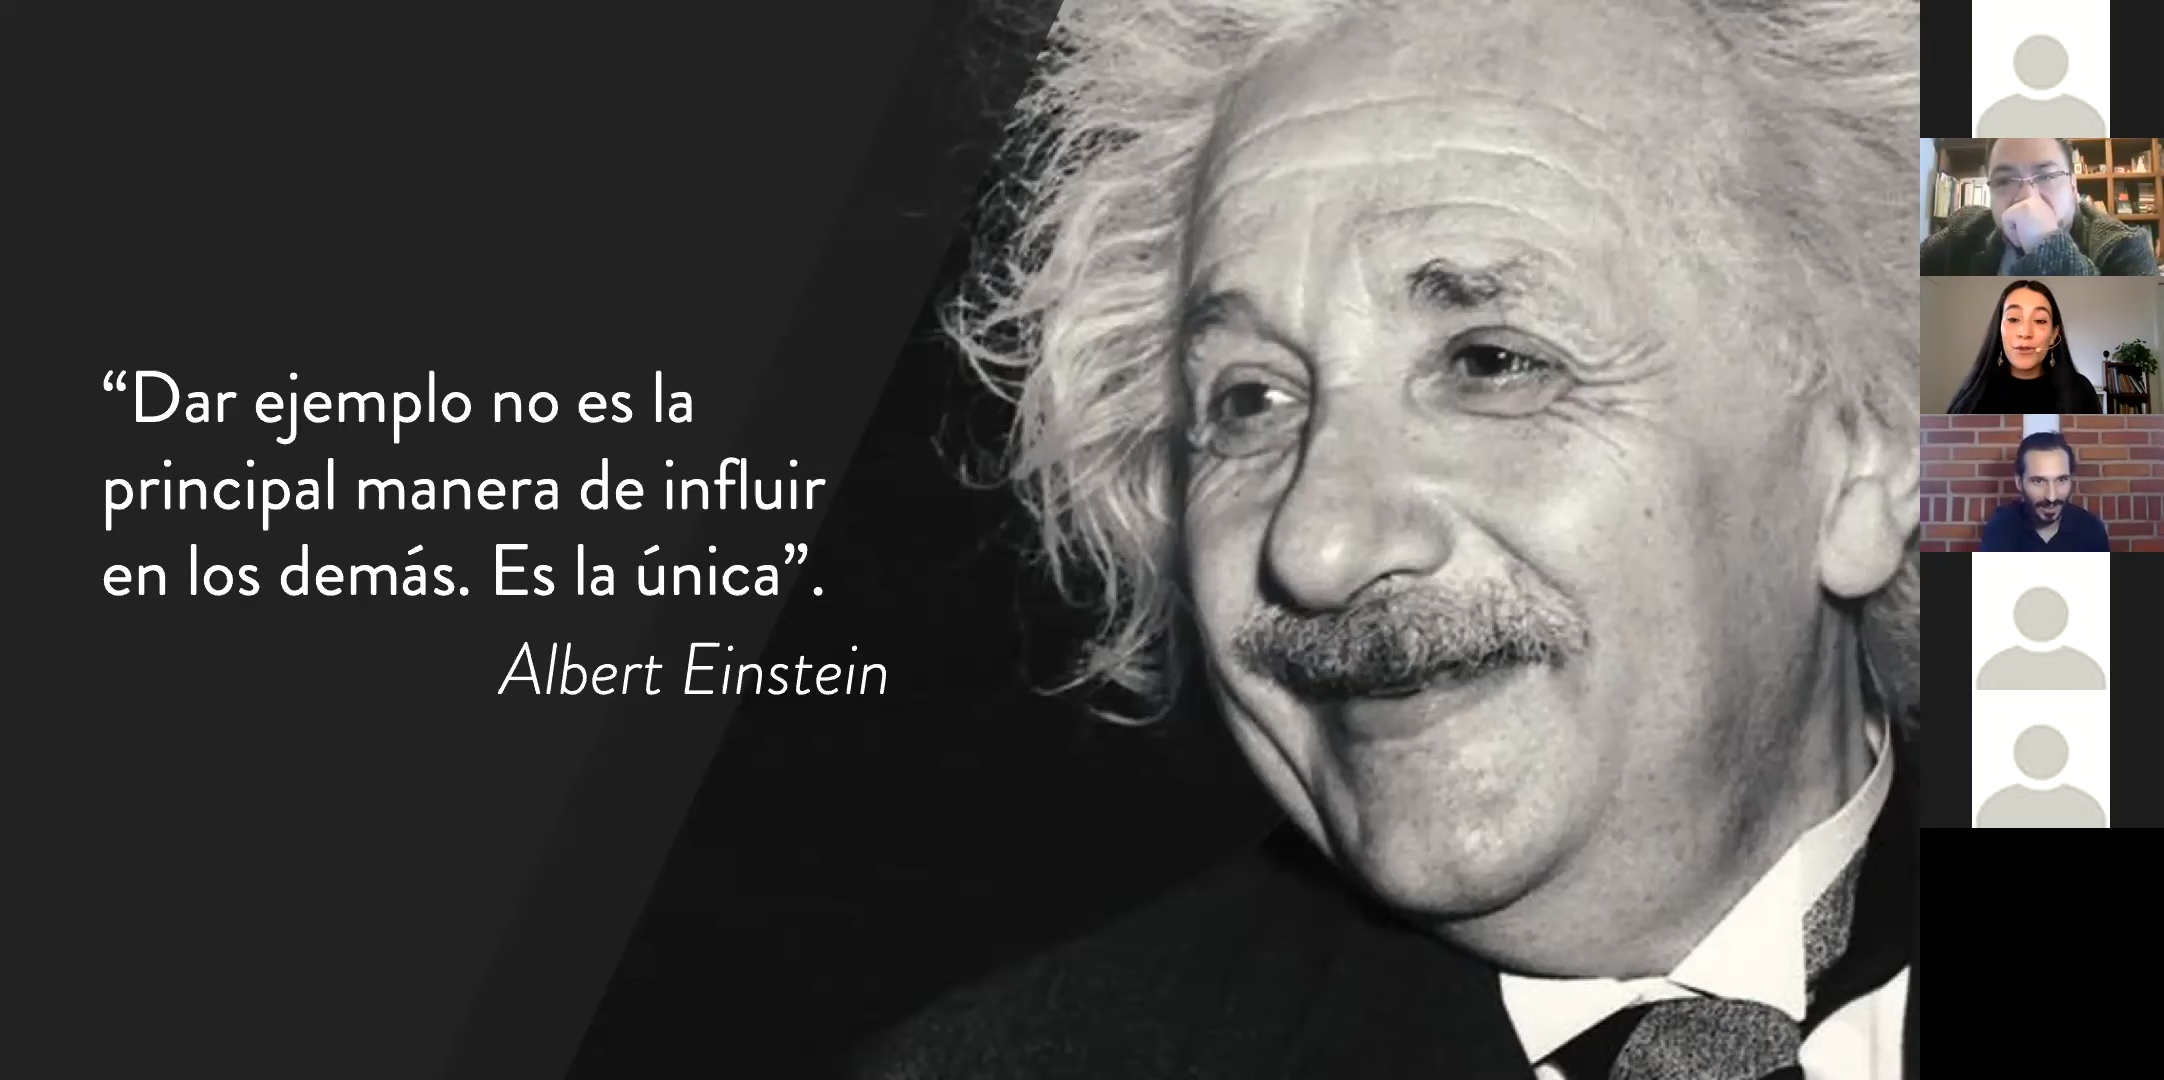 “Dar ejemplo no es la
principal manera de influir
en los demás. Es la única”.
Albert Einstein